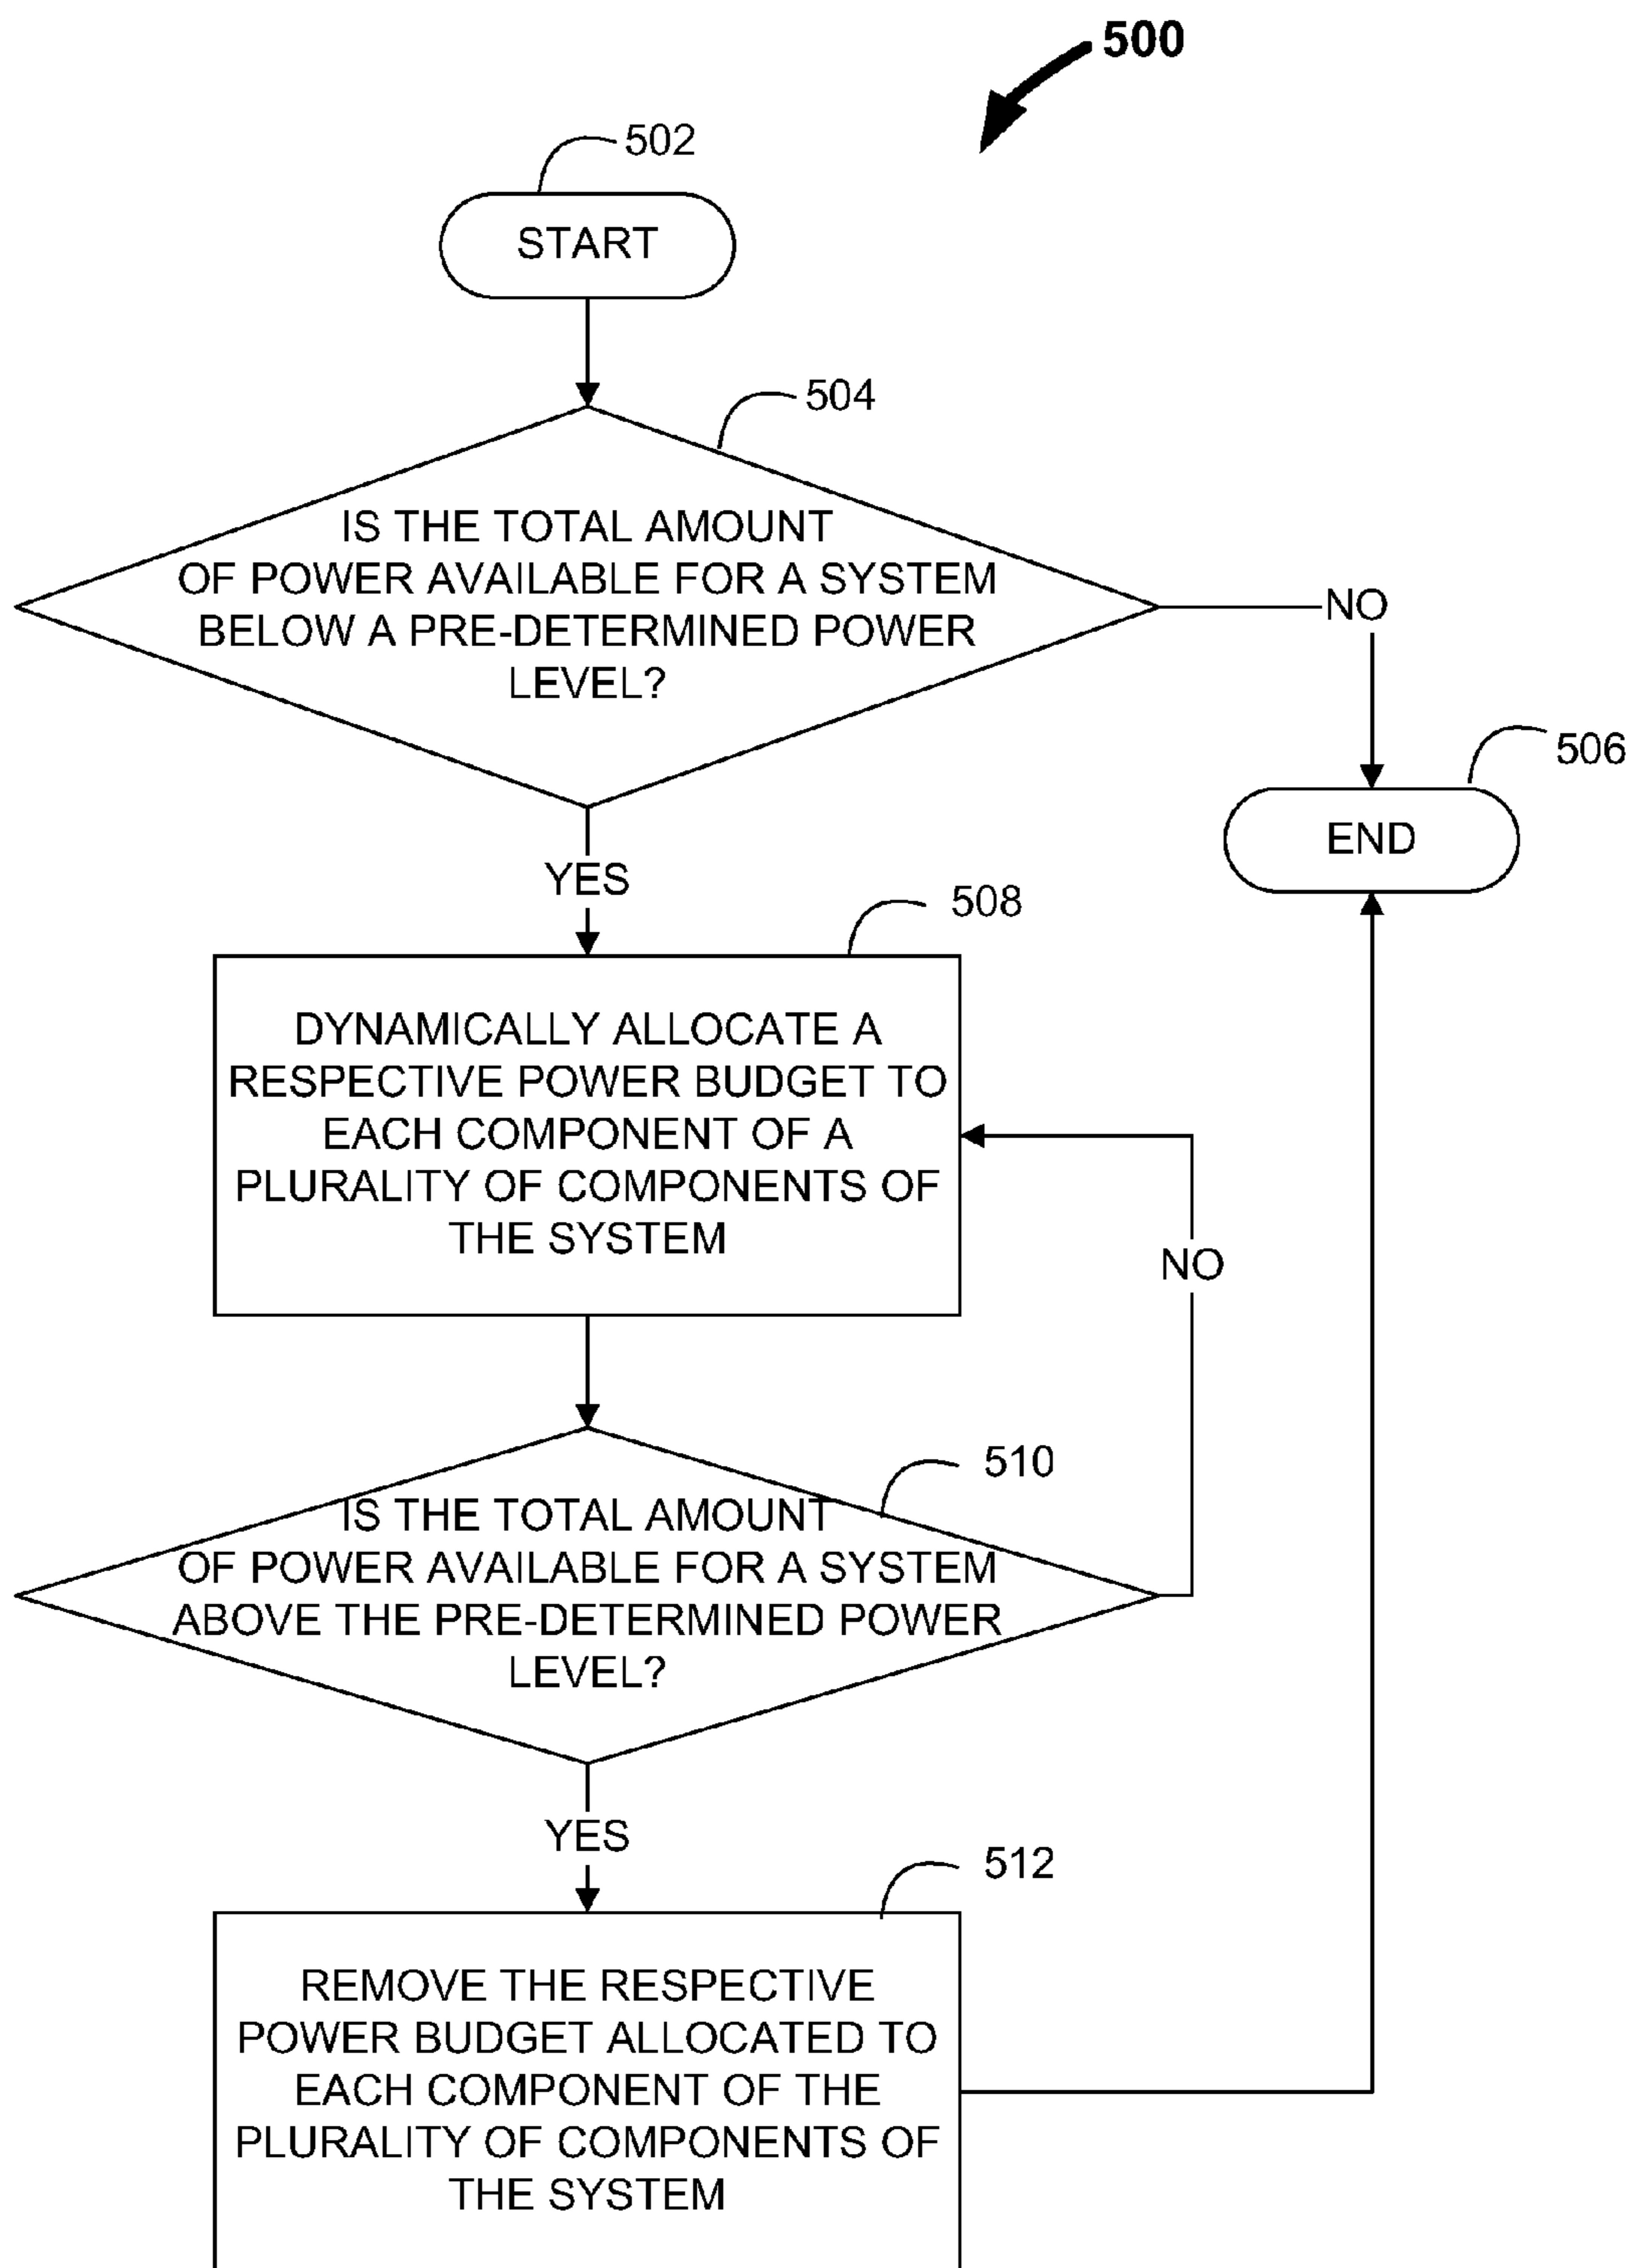 500
502
START
504
IS THE TOTAL AMOUNT
OF POWER AVAILABLE FOR A SYSTEM
BELOW A PRE-DETERMINED POWER
LEVEL?
NO
506
END
YES
508
DYNAMICALLY ALLOCATE A
RESPECTIVE POWER BUDGET TO
EACH COMPONENT OF A
PLURALITY OF COMPONENTS OF
THE SYSTEM
NO
510
IS THE TOTAL AMOUNT
OF POWER AVAILABLE FOR A SYSTEM
ABOVE THE PRE-DETERMINED POWER
LEVEL?
YES
512
REMOVE THE RESPECTIVE
POWER BUDGET ALLOCATED TO
EACH COMPONENT OF THE
PLURALITY OF COMPONENTS OF
THE SYSTEM